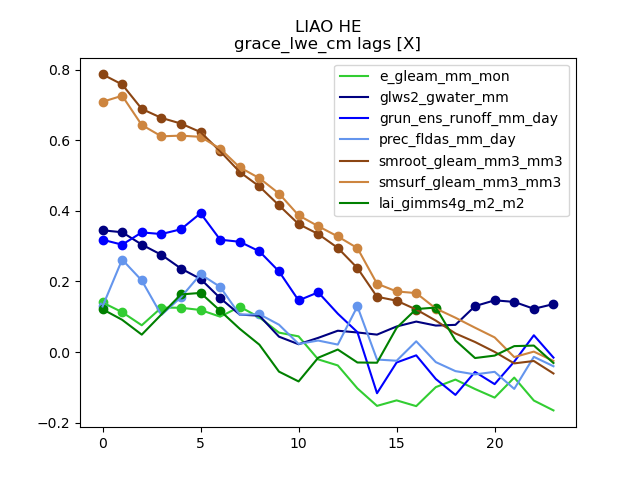 LIAO HE
grace_lwe_cm lags [X]
e_gleam_mm_mon
glws2_gwater_mm
grun_ens_runoff_mm_day
prec_fldas_mm_day
smroot_gleam_mm3_mm3
smsurf_gleam_mm3_mm3
lai_gimms4g_m2_m2
0.8
0.6
0.4
0.2
0.0
−0.2
0 5 10 15 20